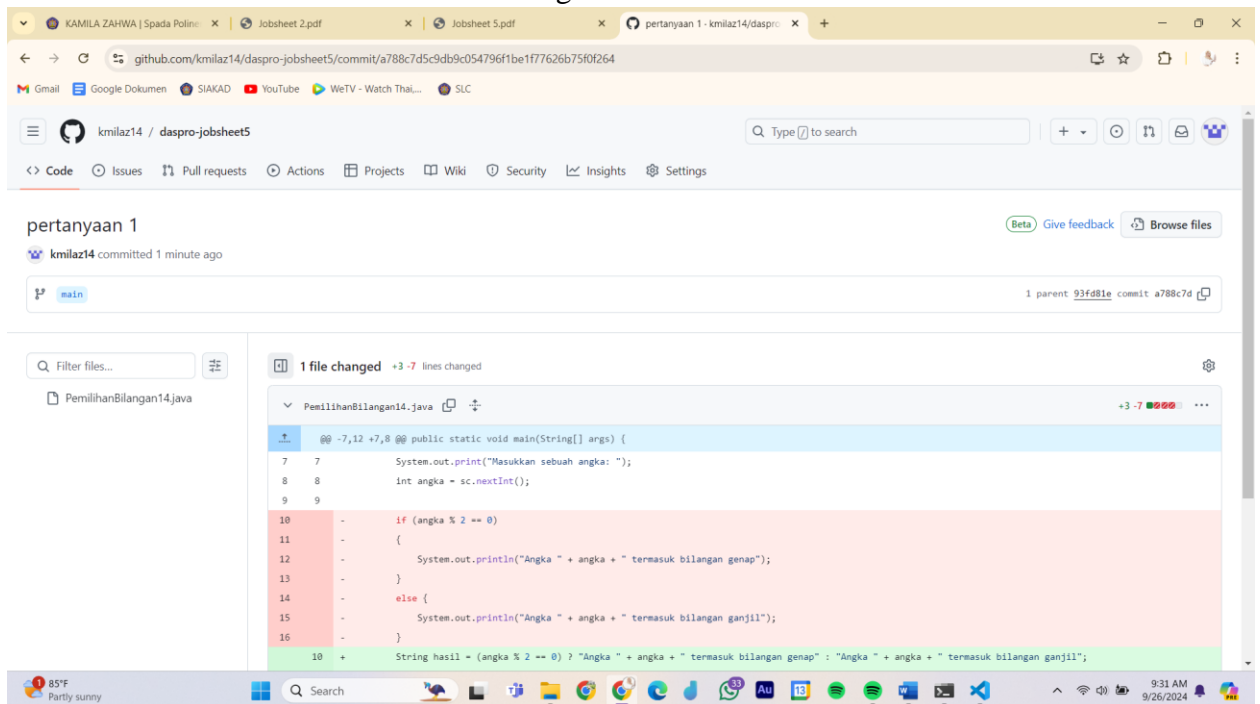 KAMILA ZAHWA | Spada Poline
Jobsheet 2.pdf
Jobsheet 5.pdf
pertanyaan 1 · kmilaz14/daspro
github.com/kmilaz14/daspro-jobsheet5/commit/a788c7d5c9db9c054796f1be1f77626b75f0f264
Gmail Google Dokumen SIAKAD YouTube WeTV - Watch Thai,... SLC
kmilaz14 / daspro-jobsheet5
Type / to search
<> Code Issues Pull requests Actions Projects Wiki Security Insights Settings
pertanyaan 1
Beta Give feedback Browse files
kmilaz14 committed 1 minute ago
main
1 parent 93fd81e commit a788c7d
Filter files...
1 file changed +3 -7 lines changed
PemilihanBilangan14.java
PemilihanBilangan14.java +3 -7
@@ -7,12 +7,8 @@ public static void main(String[] args) {
7 7 System.out.print("Masukkan sebuah angka: ");
8 8 int angka = sc.nextInt();
9 9
10 - if (angka % 2 == 0)
11 - {
12 - System.out.println("Angka " + angka + " termasuk bilangan genap");
13 - }
14 - else {
15 - System.out.println("Angka " + angka + " termasuk bilangan ganjil");
16 - }
10 + String hasil = (angka % 2 == 0) ? "Angka " + angka + " termasuk bilangan genap" : "Angka " + angka + " termasuk bilangan ganjil";
1
85°F
Partly sunny
Search
33
Au
13
9:31 AM
9/26/2024
PRE